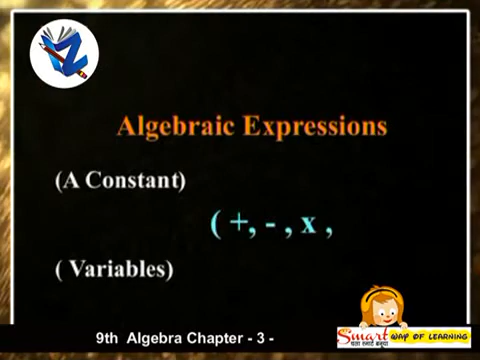 Algebraic Expressions
(A Constant)
( +, - , x ,
( Variables)
9th Algebra Chapter - 3 -
Smart WAY OF LEARNING